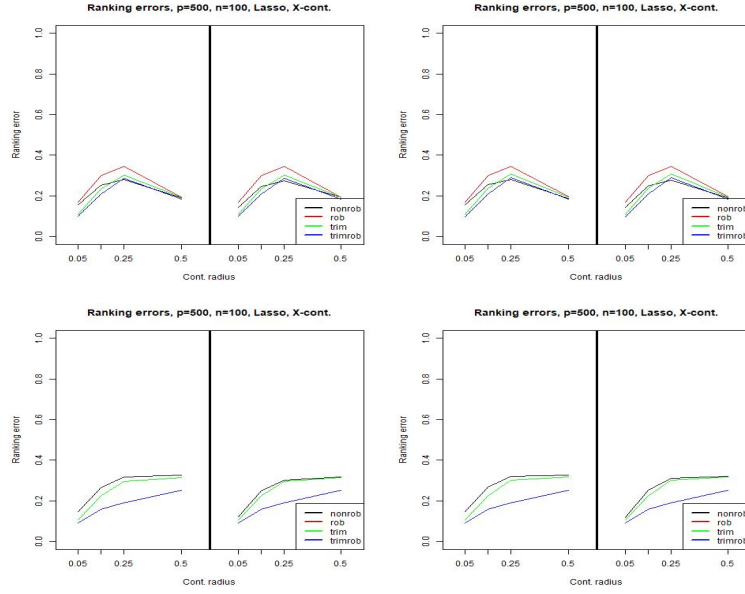 Ranking errors, p=500, n=100, Lasso, X-cont.
Ranking error
1.0
0.8
0.6
0.4
0.2
0.0
0.05 0.25 0.5 0.05 0.25 0.5
Cont. radius
nonrob
rob
trim
trimrob
Ranking errors, p=500, n=100, Lasso, X-cont.
Ranking error
1.0
0.8
0.6
0.4
0.2
0.0
0.05 0.25 0.5 0.05 0.25 0.5
Cont. radius
nonrob
rob
trim
trimrob
Ranking errors, p=500, n=100, Lasso, X-cont.
Ranking error
1.0
0.8
0.6
0.4
0.2
0.0
0.05 0.25 0.5 0.05 0.25 0.5
Cont. radius
nonrob
rob
trim
trimrob
Ranking errors, p=500, n=100, Lasso, X-cont.
Ranking error
1.0
0.8
0.6
0.4
0.2
0.0
0.05 0.25 0.5 0.05 0.25 0.5
Cont. radius
nonrob
rob
trim
trimrob